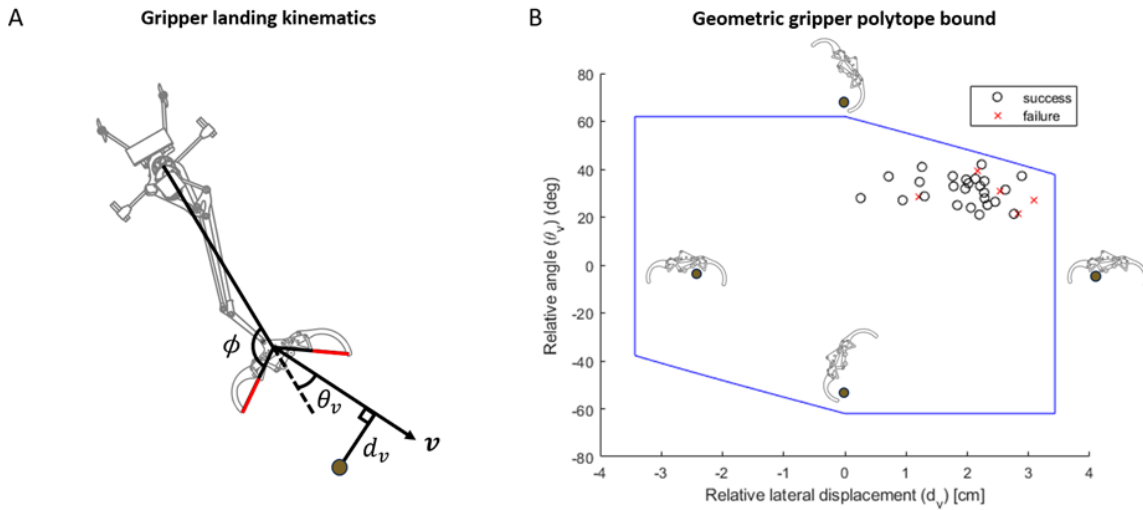 A
Gripper landing kinematics
ϕ
θᵥ
dᵥ
v
B
Geometric gripper polytope bound
80
60
40
20
0
-20
-40
-60
-80
-4
-3
-2
-1
0
1
2
3
4
Relative angle (θᵥ) (deg)
Relative lateral displacement (dᵥ) [cm]
success
failure